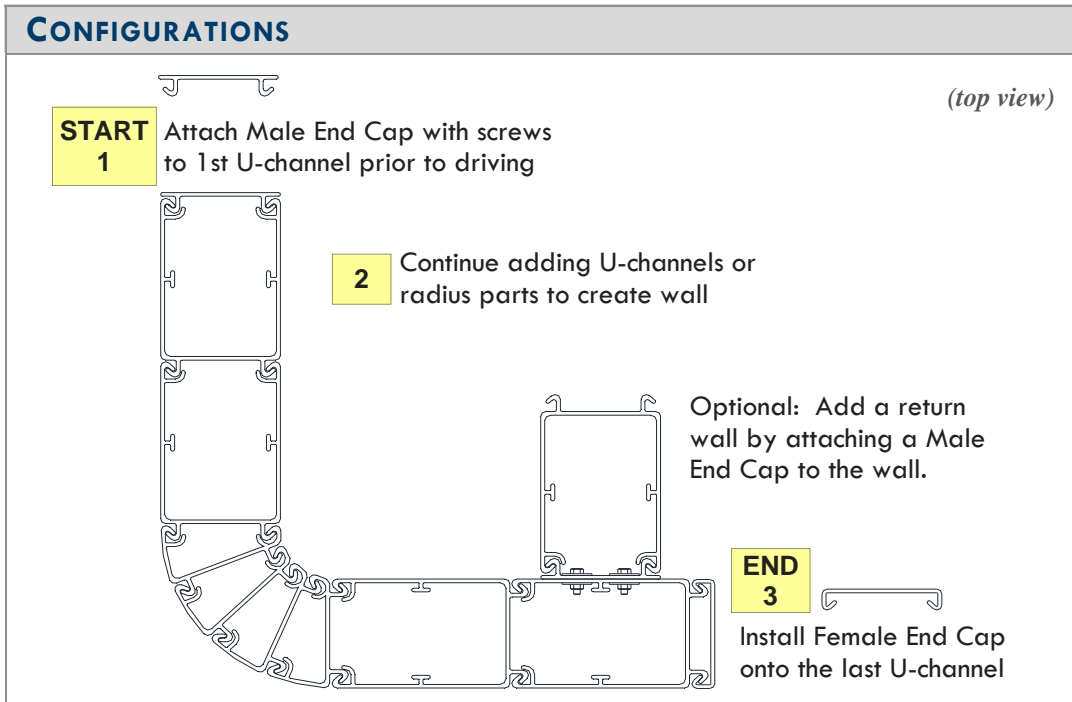 CONFIGURATIONS
(top view)
START
1
Attach Male End Cap with screws
to 1st U-channel prior to driving
2
Continue adding U-channels or
radius parts to create wall
Optional: Add a return
wall by attaching a Male
End Cap to the wall.
END
3
Install Female End Cap
onto the last U-channel